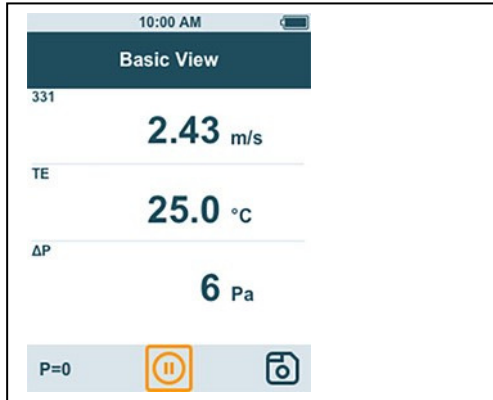 10:00 AM
Basic View
331
2.43 m/s
TE
25.0 °C
ΔP
6 Pa
P=0